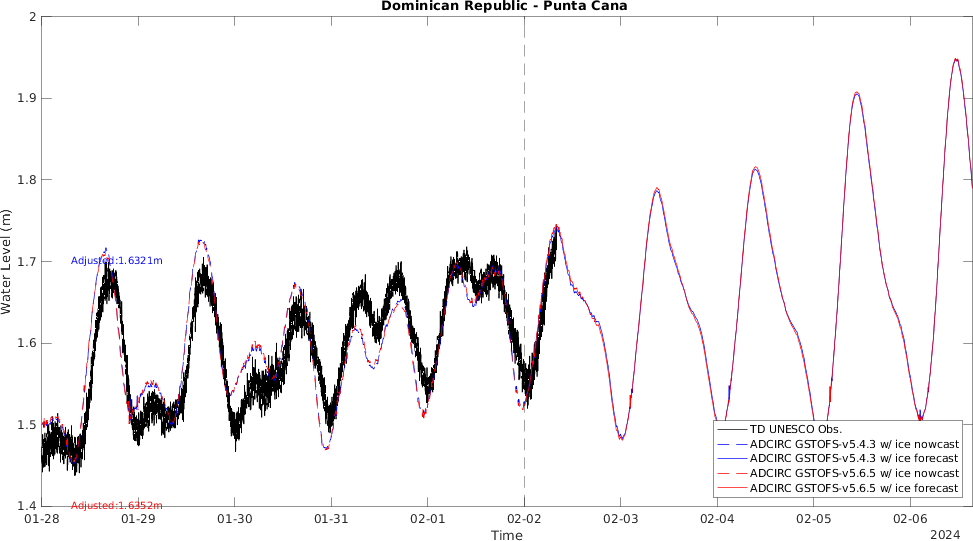 Dominican Republic - Punta Cana
Water Level (m)
2
1.9
1.8
1.7
1.6
1.5
1.4
Adjusted:1.6321m
Adjusted:1.6352m
TD UNESCO Obs.
ADCIRC GSTOFS-v5.4.3 w/ ice nowcast
ADCIRC GSTOFS-v5.4.3 w/ ice forecast
ADCIRC GSTOFS-v5.6.5 w/ ice nowcast
ADCIRC GSTOFS-v5.6.5 w/ ice forecast
01-28 01-29 01-30 01-31 02-01 02-02 02-03 02-04 02-05 02-06
Time
2024